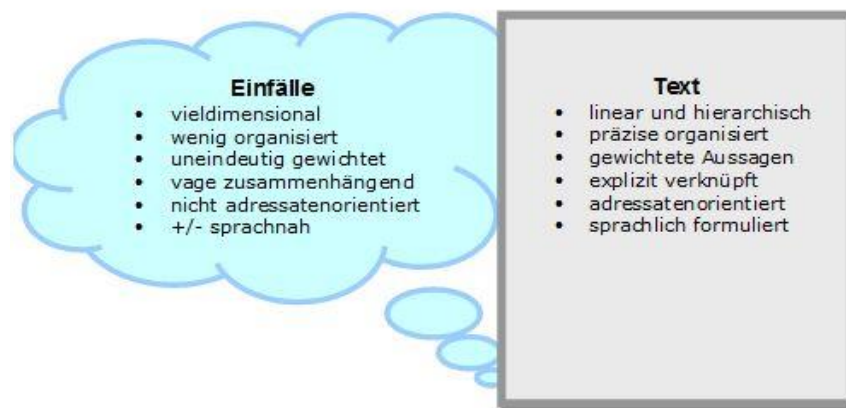 Einfälle
• vieldimensional
• wenig organisiert
• uneindeutig gewichtet
• vage zusammenhängend
• nicht adressatenorientiert
• +/- sprachnah
Text
• linear und hierarchisch
• präzise organisiert
• gewichtete Aussagen
• explizit verknüpft
• adressatenorientiert
• sprachlich formuliert